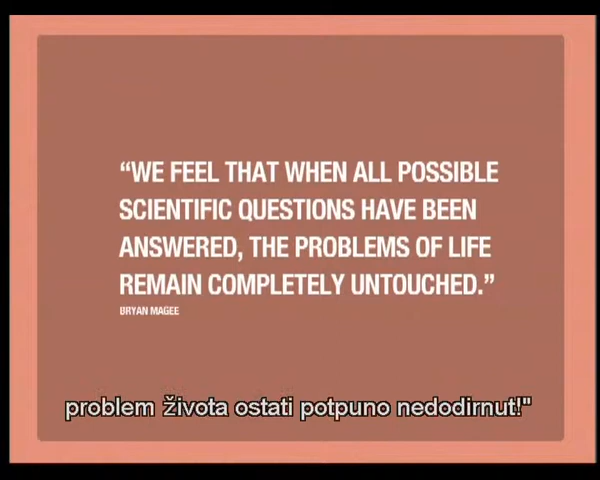 “WE FEEL THAT WHEN ALL POSSIBLE
SCIENTIFIC QUESTIONS HAVE BEEN
ANSWERED, THE PROBLEMS OF LIFE
REMAIN COMPLETELY UNTOUCHED.”
BRYAN MAGEE
problem života ostati potpuno nedodirnut!"